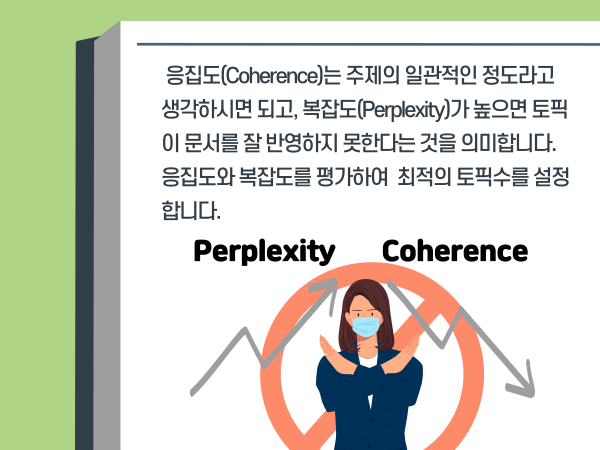 응집도(Coherence)는 주제의 일관적인 정도라고
생각하시면 되고, 복잡도(Perplexity)가 높으면 토픽
이 문서를 잘 반영하지 못한다는 것을 의미합니다.
응집도와 복잡도를 평가하여 최적의 토픽수를 설정
합니다.
Perplexity Coherence